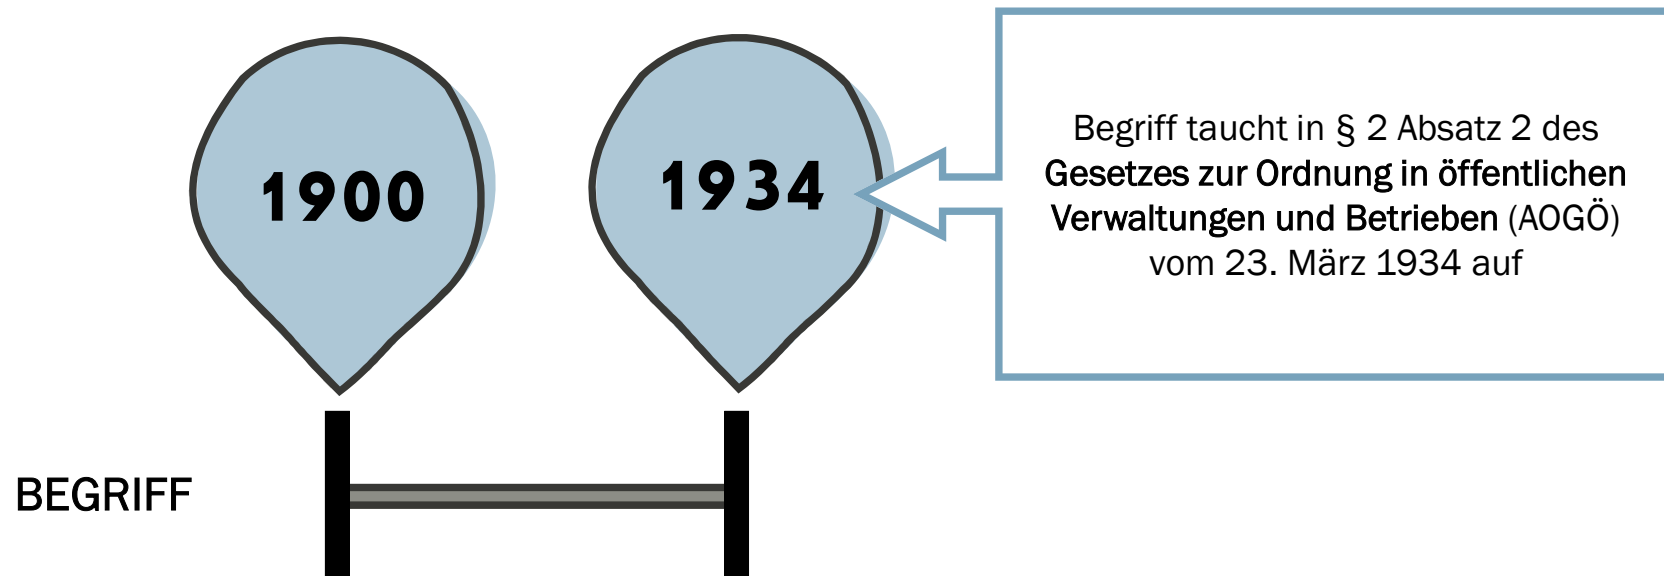 1900
1934
Begriff taucht in § 2 Absatz 2 des
Gesetzes zur Ordnung in öffentlichen
Verwaltungen und Betrieben (AOGÖ)
vom 23. März 1934 auf
BEGRIFF